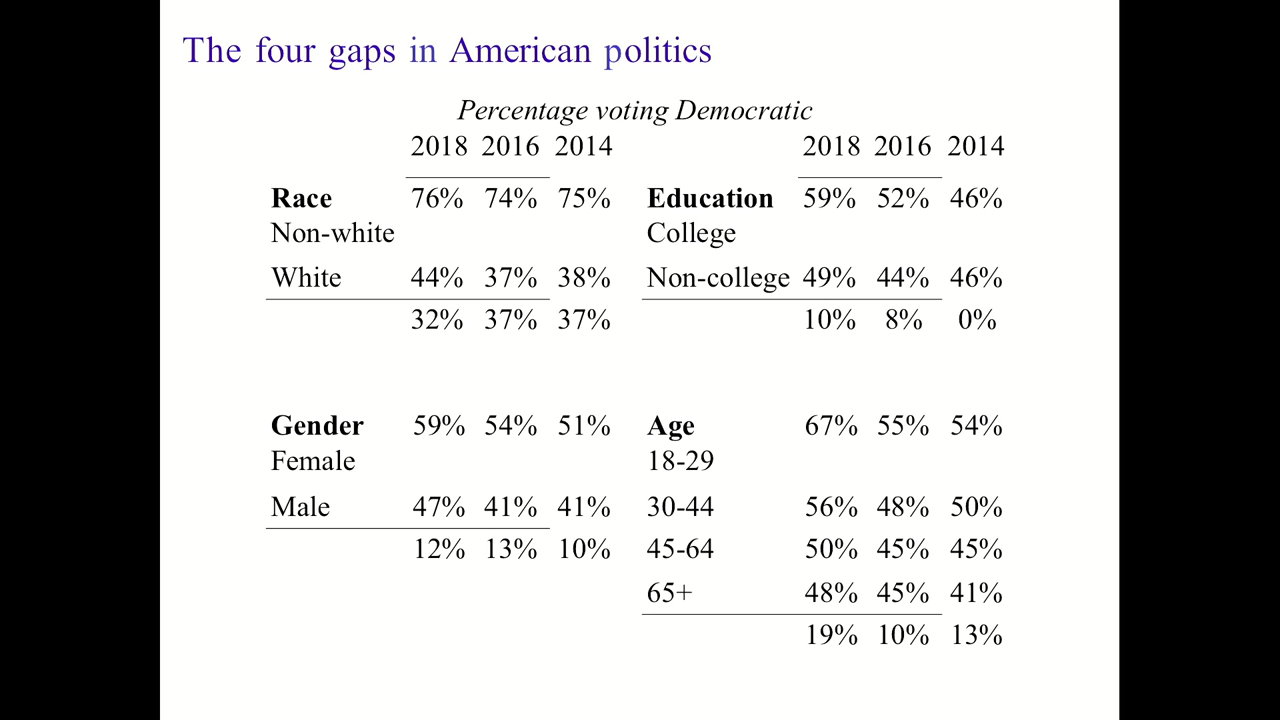 The four gaps in American politics
Percentage voting Democratic
2018 2016 2014 2018 2016 2014
Race 76% 74% 75% Education 59% 52% 46%
Non-white College
White 44% 37% 38% Non-college 49% 44% 46%
32% 37% 37% 10% 8% 0%
Gender 59% 54% 51% Age 67% 55% 54%
Female 18-29
Male 47% 41% 41% 30-44 56% 48% 50%
12% 13% 10% 45-64 50% 45% 45%
65+ 48% 45% 41%
19% 10% 13%